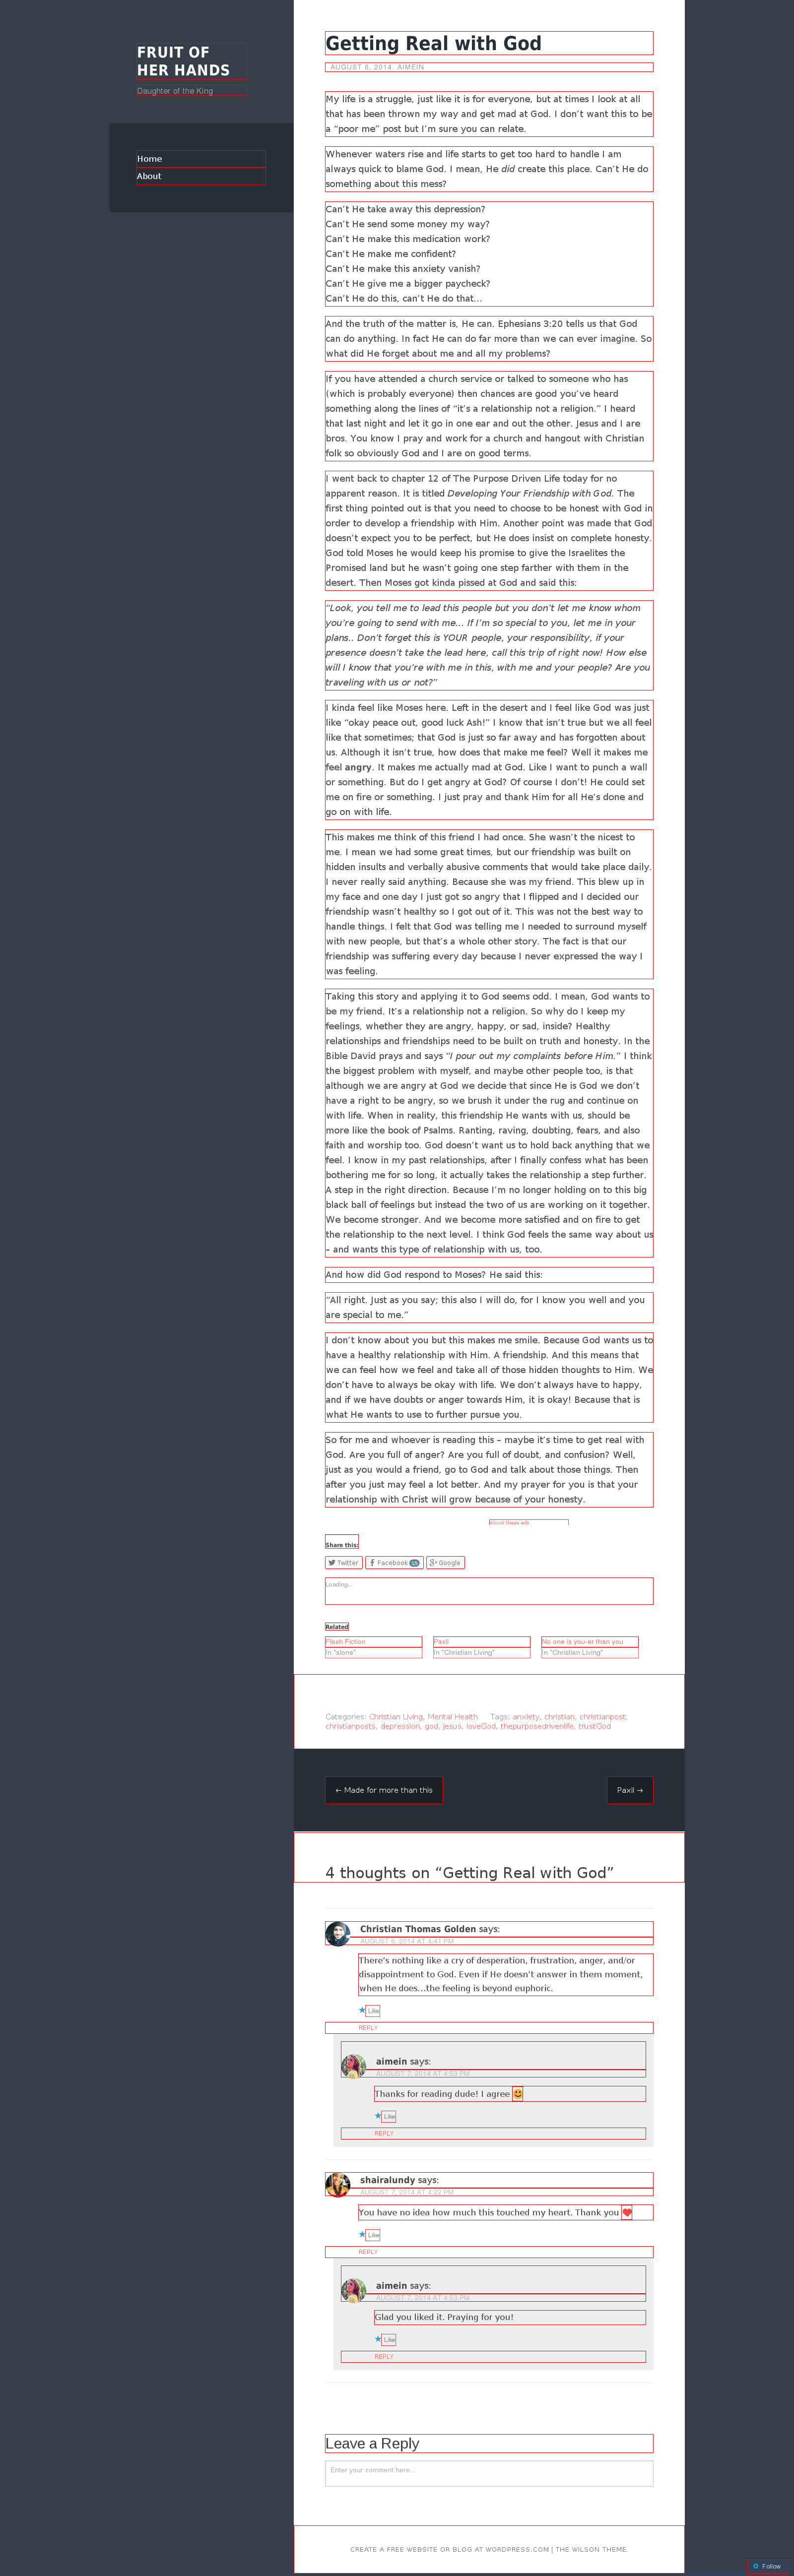 FRUIT OF
HER HANDS
Daughter of the King
Home
About
Getting Real with God
AUGUST 6, 2014 AIMEIN
My life is a struggle, just like it is for everyone, but at times I look at all
that has been thrown my way and get mad at God. I don’t want this to be
a “poor me” post but I’m sure you can relate.
Whenever waters rise and life starts to get too hard to handle I am
always quick to blame God. I mean, He did create this place. Can’t He do
something about this mess?
Can’t He take away this depression?
Can’t He send some money my way?
Can’t He make this medication work?
Can’t He make me confident?
Can’t He make this anxiety vanish?
Can’t He give me a bigger paycheck?
Can’t He do this, can’t He do that…
And the truth of the matter is, He can. Ephesians 3:20 tells us that God
can do anything. In fact He can do far more than we can ever imagine. So
what did He forget about me and all my problems?
If you have attended a church service or talked to someone who has
(which is probably everyone) then chances are good you’ve heard
something along the lines of “it’s a relationship not a religion.” I heard
that last night and let it go in one ear and out the other. Jesus and I are
bros. You know I pray and work for a church and hangout with Christian
folk so obviously God and I are on good terms.
I went back to chapter 12 of The Purpose Driven Life today for no
apparent reason. It is titled Developing Your Friendship with God. The
first thing pointed out is that you need to choose to be honest with God in
order to develop a friendship with Him. Another point was made that God
doesn’t expect you to be perfect, but He does insist on complete honesty.
God told Moses he would keep his promise to give the Israelites the
Promised land but he wasn’t going one step farther with them in the
desert. Then Moses got kinda pissed at God and said this:
“Look, you tell me to lead this people but you don’t let me know whom
you’re going to send with me… If I’m so special to you, let me in your
plans.. Don’t forget this is YOUR people, your responsibility, if your
presence doesn’t take the lead here, call this trip of right now! How else
will I know that you’re with me in this, with me and your people? Are you
traveling with us or not?”
I kinda feel like Moses here. Left in the desert and I feel like God was just
like “okay peace out, good luck Ash!” I know that isn’t true but we all feel
like that sometimes; that God is just so far away and has forgotten about
us. Although it isn’t true, how does that make me feel? Well it makes me
feel angry. It makes me actually mad at God. Like I want to punch a wall
or something. But do I get angry at God? Of course I don’t! He could set
me on fire or something. I just pray and thank Him for all He’s done and
go on with life.
This makes me think of this friend I had once. She wasn’t the nicest to
me. I mean we had some great times, but our friendship was built on
hidden insults and verbally abusive comments that would take place daily.
I never really said anything. Because she was my friend. This blew up in
my face and one day I just got so angry that I flipped and I decided our
friendship wasn’t healthy so I got out of it. This was not the best way to
handle things. I felt that God was telling me I needed to surround myself
with new people, but that’s a whole other story. The fact is that our
friendship was suffering every day because I never expressed the way I
was feeling.
Taking this story and applying it to God seems odd. I mean, God wants to
be my friend. It’s a relationship not a religion. So why do I keep my
feelings, whether they are angry, happy, or sad, inside? Healthy
relationships and friendships need to be built on truth and honesty. In the
Bible David prays and says “I pour out my complaints before Him.” I think
the biggest problem with myself, and maybe other people too, is that
although we are angry at God we decide that since He is God we don’t
have a right to be angry, so we brush it under the rug and continue on
with life. When in reality, this friendship He wants with us, should be
more like the book of Psalms. Ranting, raving, doubting, fears, and also
faith and worship too. God doesn’t want us to hold back anything that we
feel. I know in my past relationships, after I finally confess what has been
bothering me for so long, it actually takes the relationship a step further.
A step in the right direction. Because I’m no longer holding on to this big
black ball of feelings but instead the two of us are working on it together.
We become stronger. And we become more satisfied and on fire to get
the relationship to the next level. I think God feels the same way about us
– and wants this type of relationship with us, too.
And how did God respond to Moses? He said this:
“All right. Just as you say; this also I will do, for I know you well and you
are special to me.”
I don’t know about you but this makes me smile. Because God wants us to
have a healthy relationship with Him. A friendship. And this means that
we can feel how we feel and take all of those hidden thoughts to Him. We
don’t have to always be okay with life. We don’t always have to happy,
and if we have doubts or anger towards Him, it is okay! Because that is
what He wants to use to further pursue you.
So for me and whoever is reading this – maybe it’s time to get real with
God. Are you full of anger? Are you full of doubt, and confusion? Well,
just as you would a friend, go to God and talk about those things. Then
after you just may feel a lot better. And my prayer for you is that your
relationship with Christ will grow because of your honesty.
About these ads
Share this:
Twitter Facebook Google
Loading...
Related
Flash Fiction Paxil No one is you-er than you
In "alone" In "Christian Living" In "Christian Living"
Categories: Christian Living, Mental Health Tags: anxiety, christian, christianpost,
christianposts, depression, god, jesus, loveGod, thepurposedrivenlife, trustGod
← Made for more than this Paxil →
4 thoughts on “Getting Real with God”
Christian Thomas Golden says:
AUGUST 6, 2014 AT 4:41 PM
There’s nothing like a cry of desperation, frustration, anger, and/or
disappointment to God. Even if He doesn’t answer in them moment,
when He does…the feeling is beyond euphoric.
Like
REPLY
aimein says:
AUGUST 7, 2014 AT 4:53 PM
Thanks for reading dude! I agree 😀
Like
REPLY
shairalundy says:
AUGUST 7, 2014 AT 4:22 PM
You have no idea how much this touched my heart. Thank you ❤
Like
REPLY
aimein says:
AUGUST 7, 2014 AT 4:53 PM
Glad you liked it. Praying for you!
Like
REPLY
Leave a Reply
Enter your comment here...
CREATE A FREE WEBSITE OR BLOG AT WORDPRESS.COM | THE WILSON THEME.
Follow